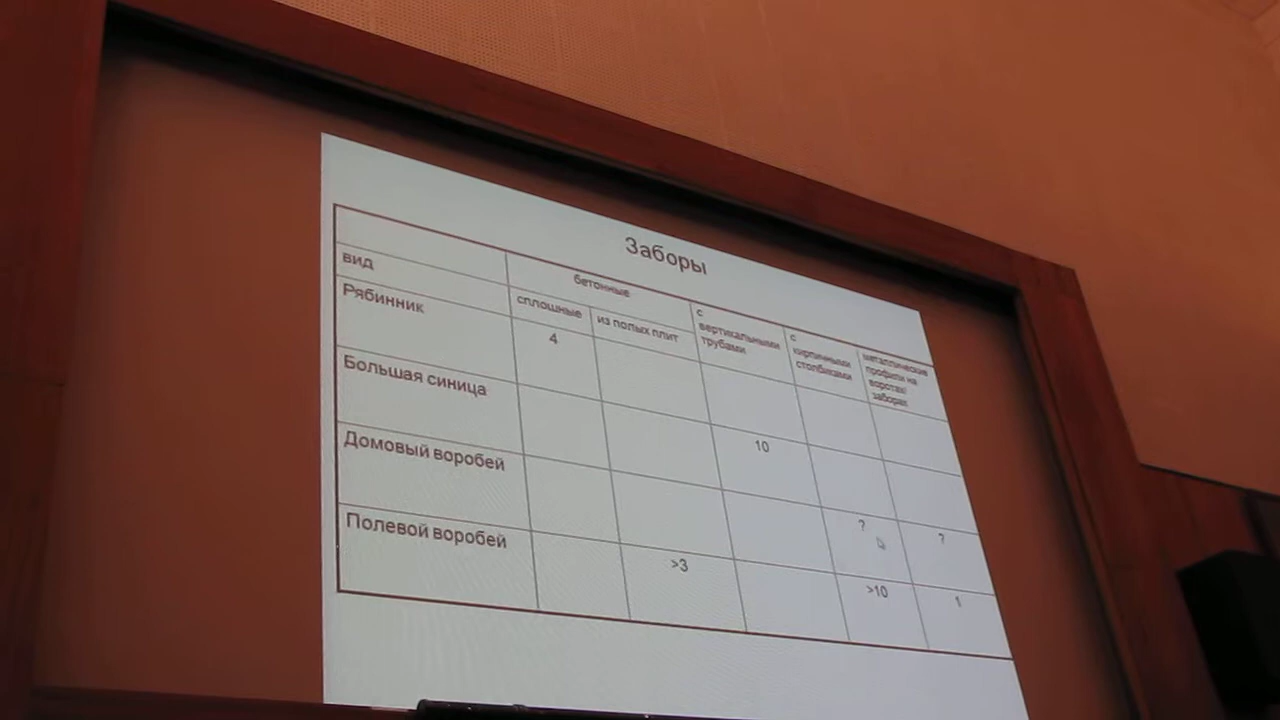 Заборы
вид
бетонные
сплошные
из полых плит
с
вертикальными
трубами
с
кирпичными
столбиками
металлические
профили на
воротах/
заборах
Рябинник
4
Большая синица
10
Домовый воробей
?
?
Полевой воробей
>3
>10
1